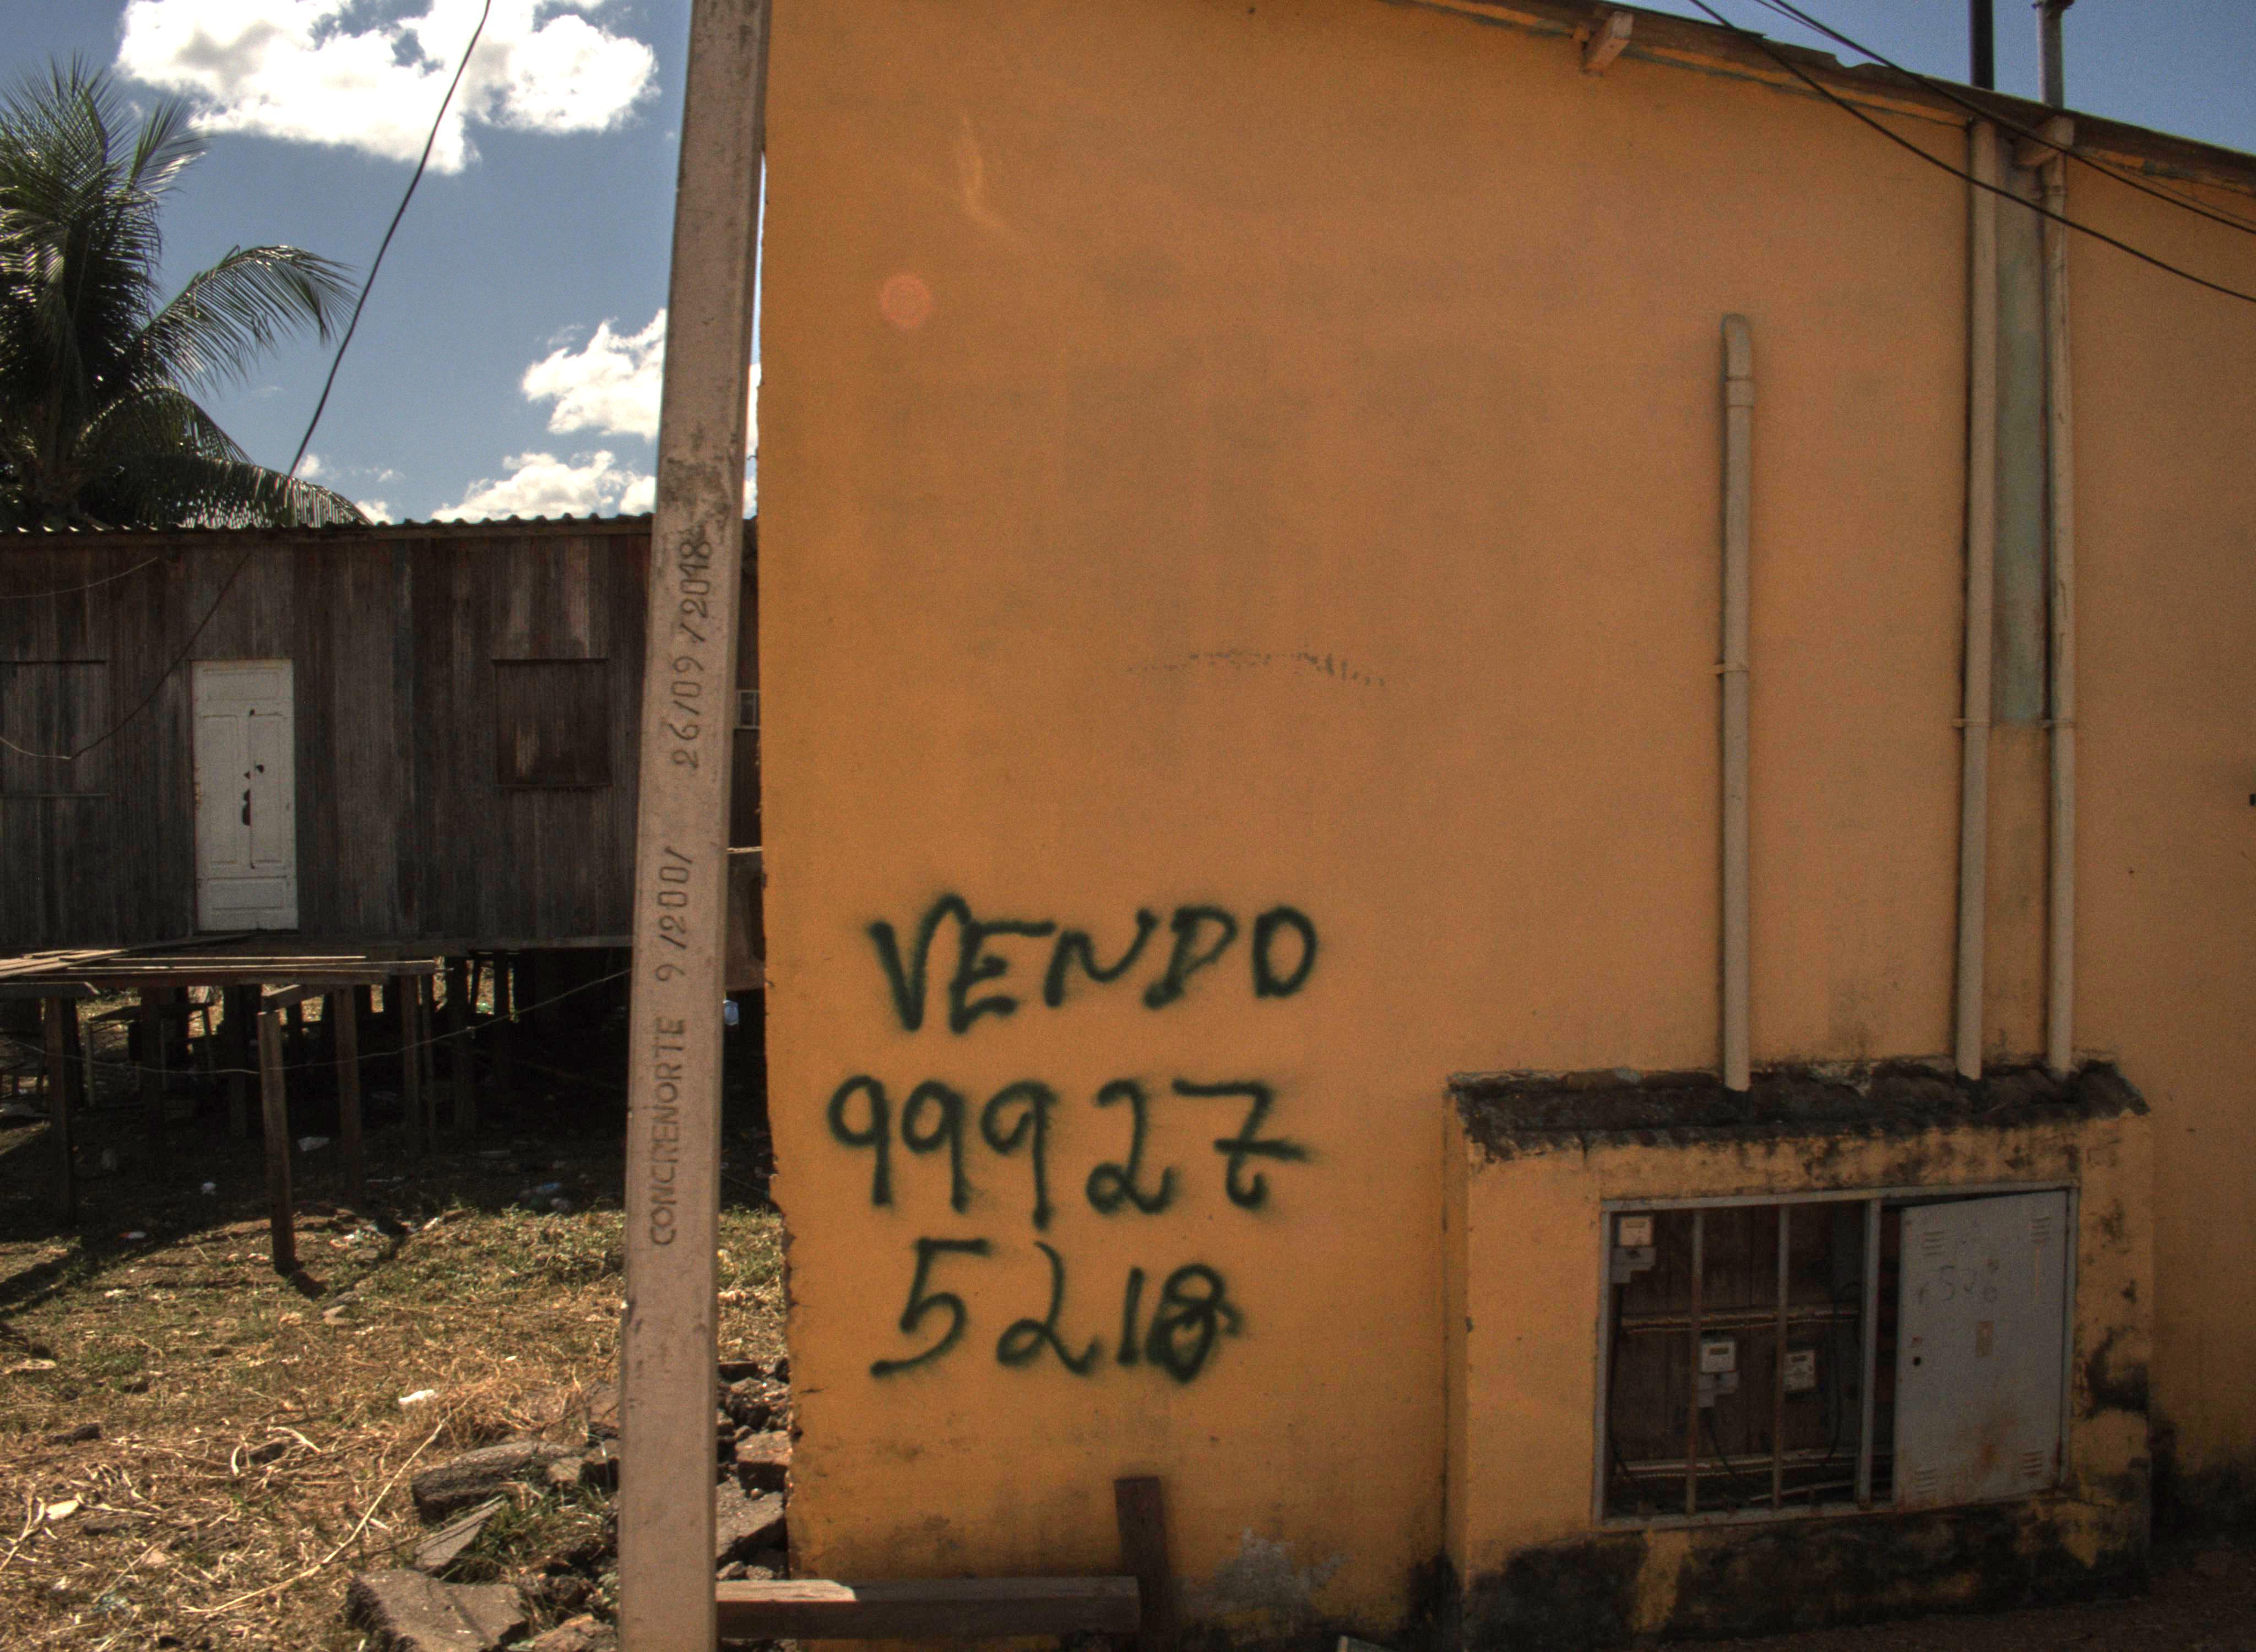 CONCRENORTE 9/200/ 26/09/2018
VENDO
99927
5218